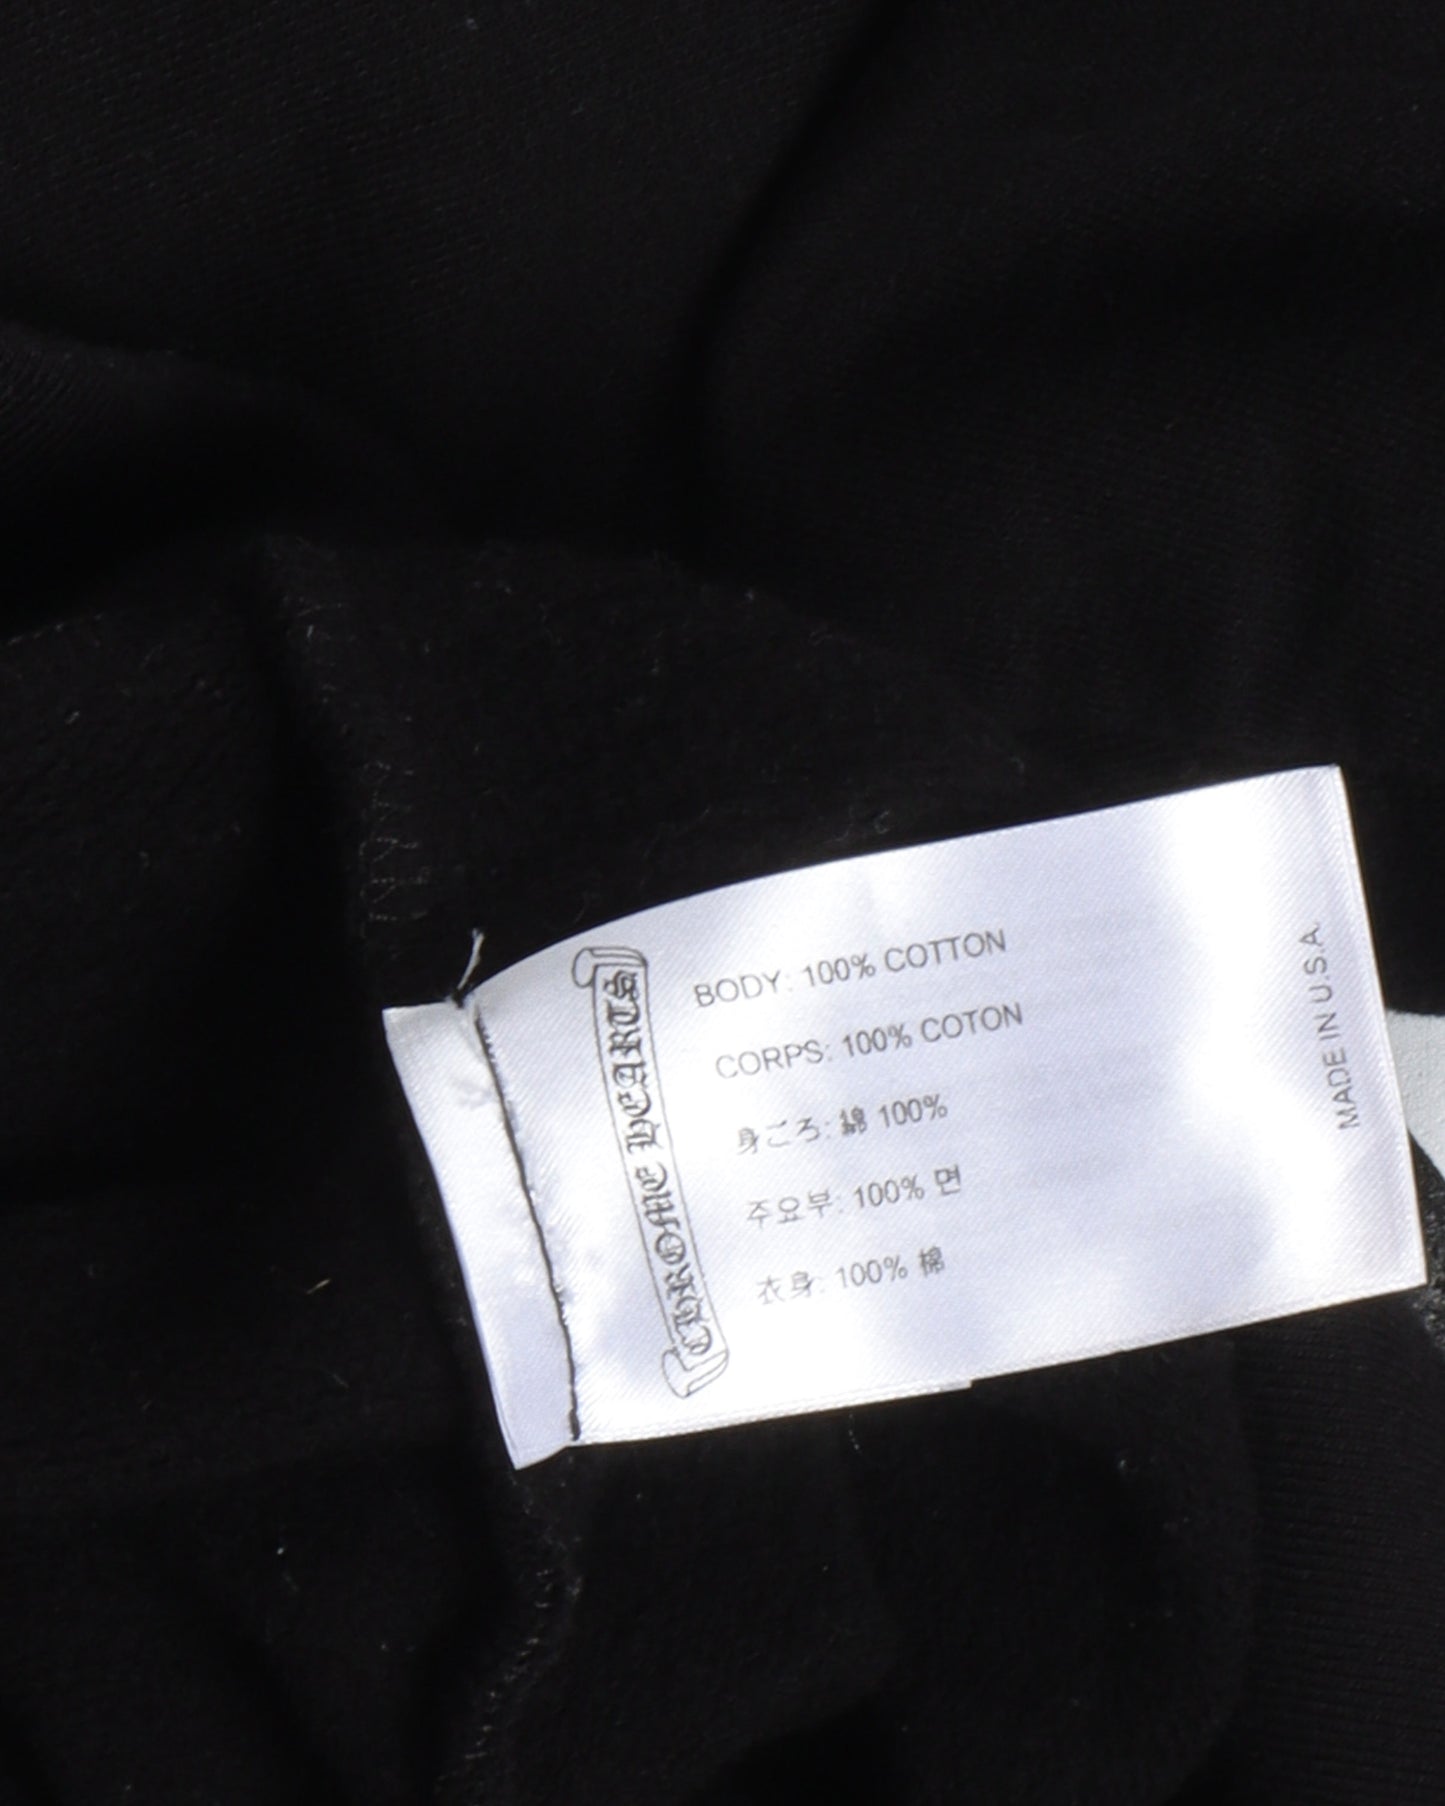 CHROME HEARTS
BODY: 100% COTTON
CORPS: 100% COTON
身ごろ: 綿 100%
주요부: 100% 면
衣身: 100% 棉
MADE IN U.S.A.